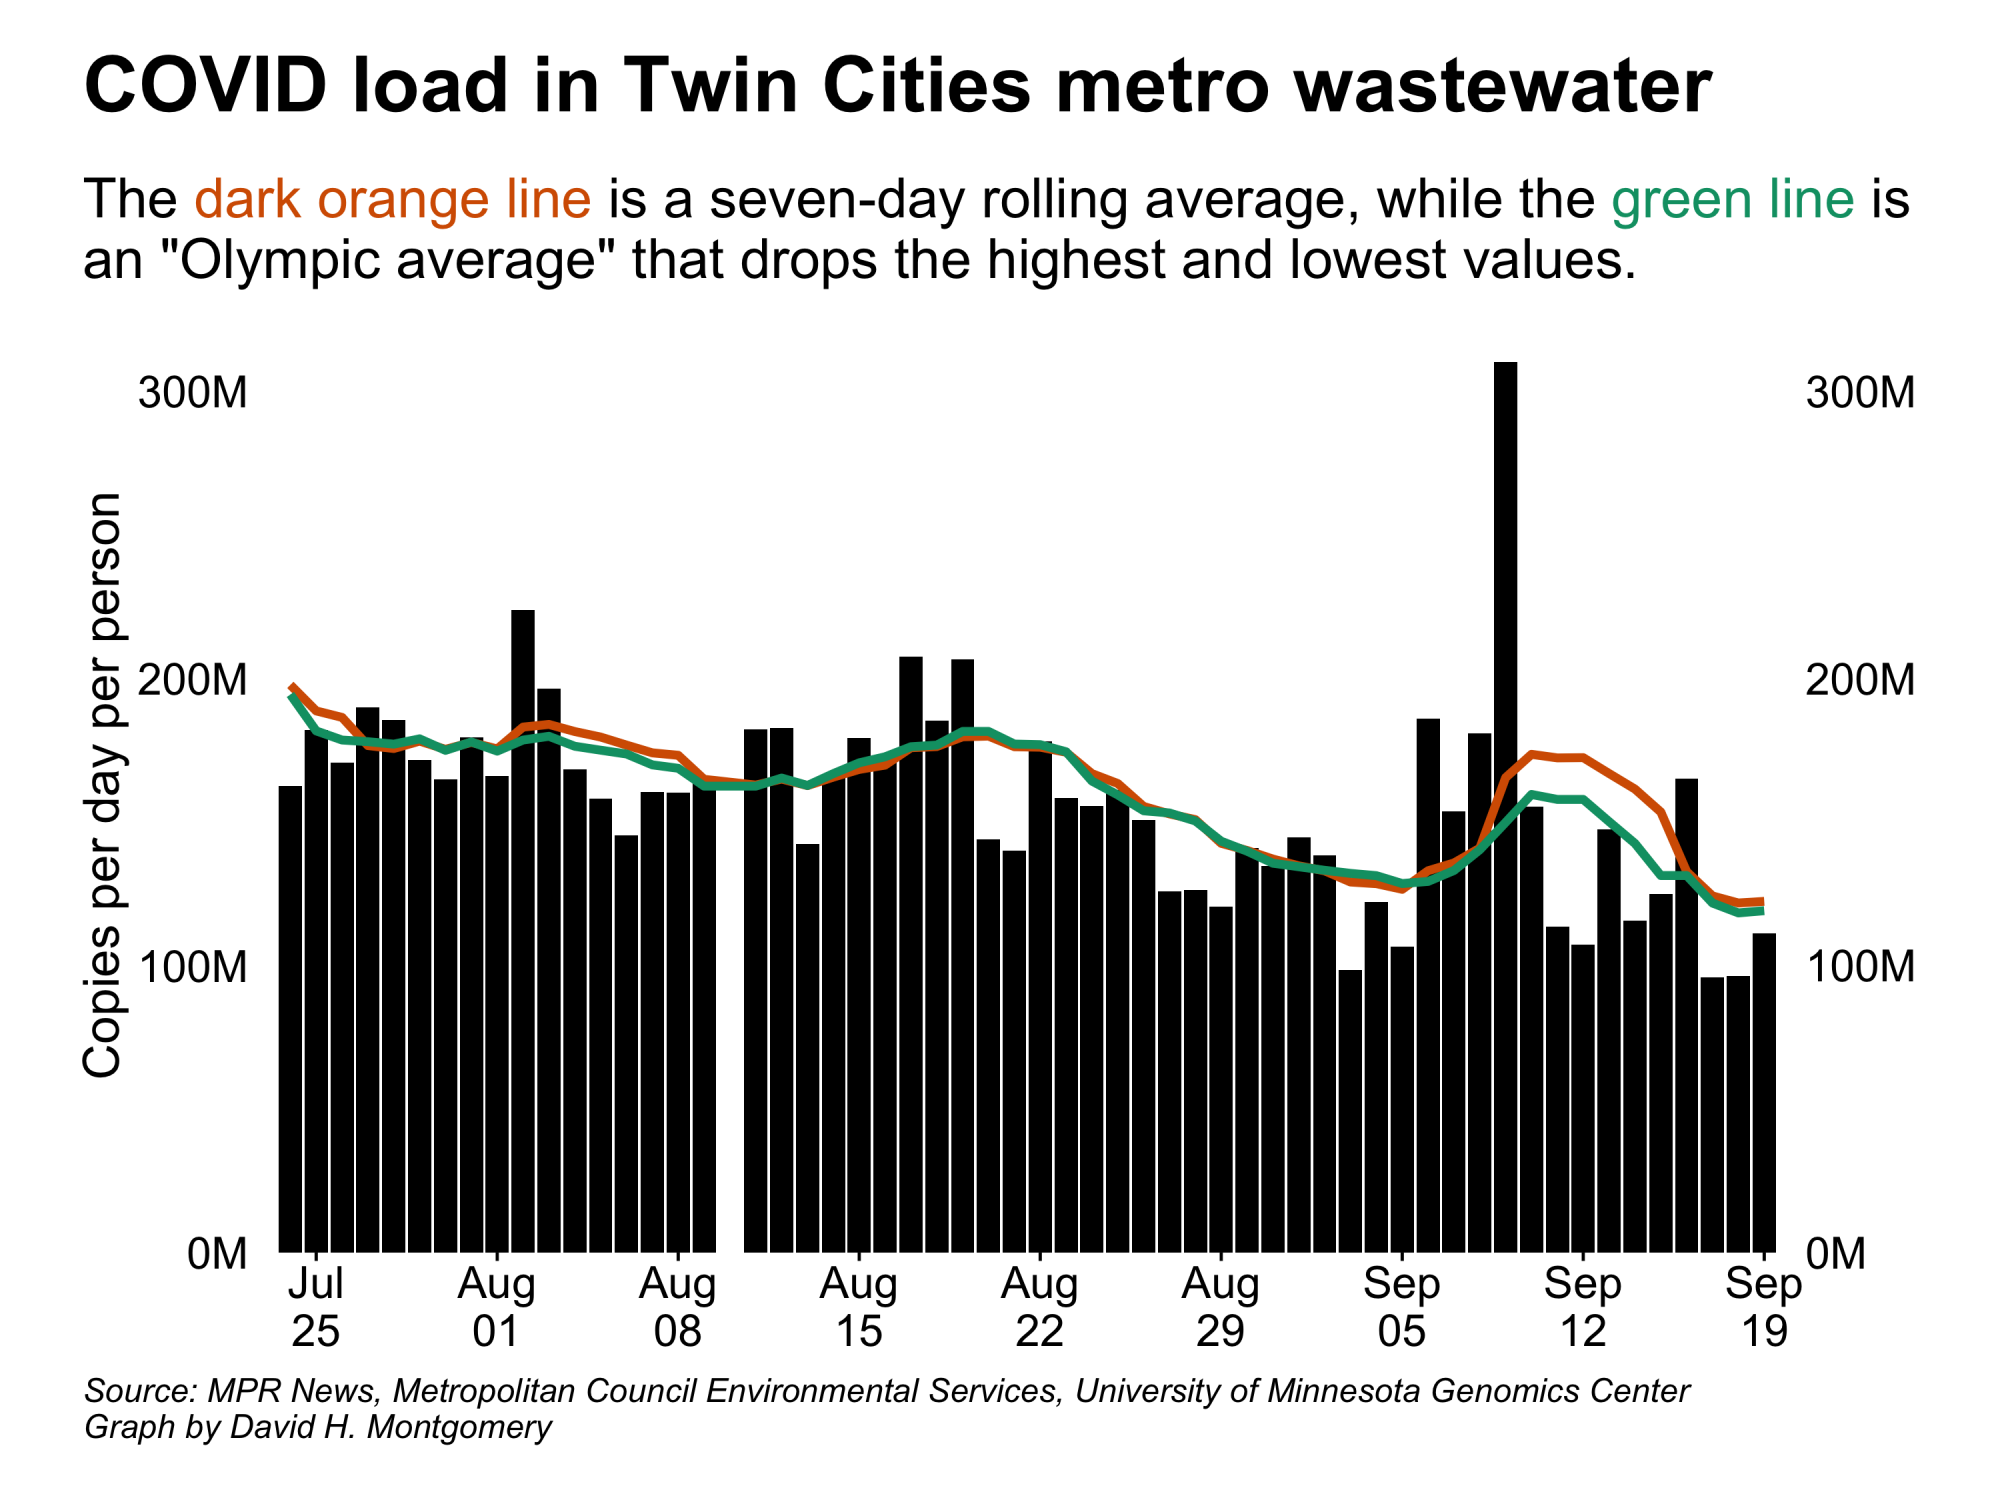 COVID load in Twin Cities metro wastewater
The dark orange line is a seven-day rolling average, while the green line is
an "Olympic average" that drops the highest and lowest values.
Copies per day per person
300M
200M
100M
0M
300M
200M
100M
0M
Jul 25
Aug 01
Aug 08
Aug 15
Aug 22
Aug 29
Sep 05
Sep 12
Sep 19
Source: MPR News, Metropolitan Council Environmental Services, University of Minnesota Genomics Center
Graph by David H. Montgomery